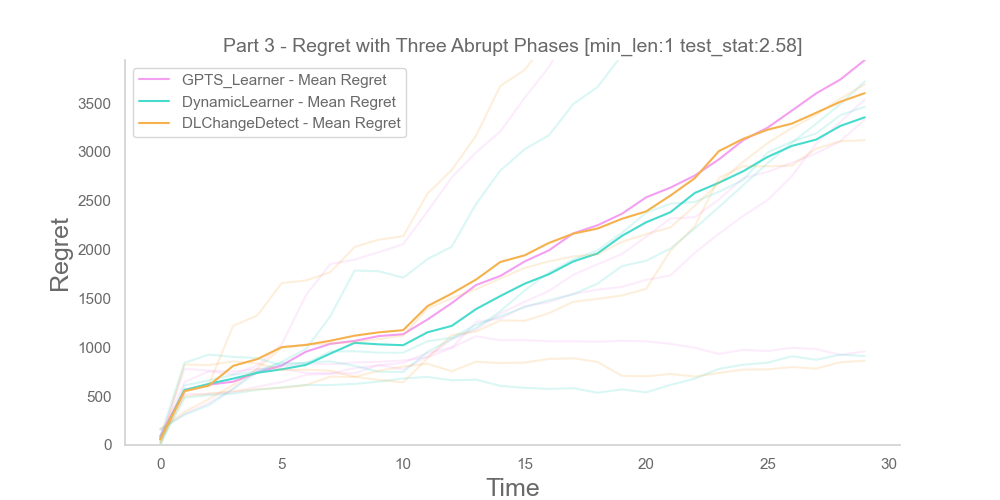 Part 3 - Regret with Three Abrupt Phases [min_len:1 test_stat:2.58]
GPTS_Learner - Mean Regret
DynamicLearner - Mean Regret
DLChangeDetect - Mean Regret
3500
3000
2500
2000
1500
1000
500
0
Regret
0 5 10 15 20 25 30
Time